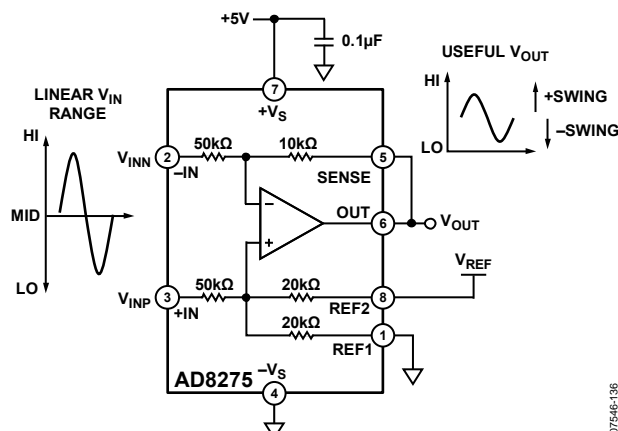 +5V
0.1µF
USEFUL VOUT
HI
+SWING
–SWING
LO
LINEAR VIN
RANGE
HI
MID
LO
7
+VS
VINN
2
–IN
50kΩ
10kΩ
5
SENSE
–
+
OUT
6
VOUT
VREF
VINP
3
+IN
50kΩ
20kΩ
8
REF2
20kΩ
1
REF1
AD8275
–VS
4
07546-136